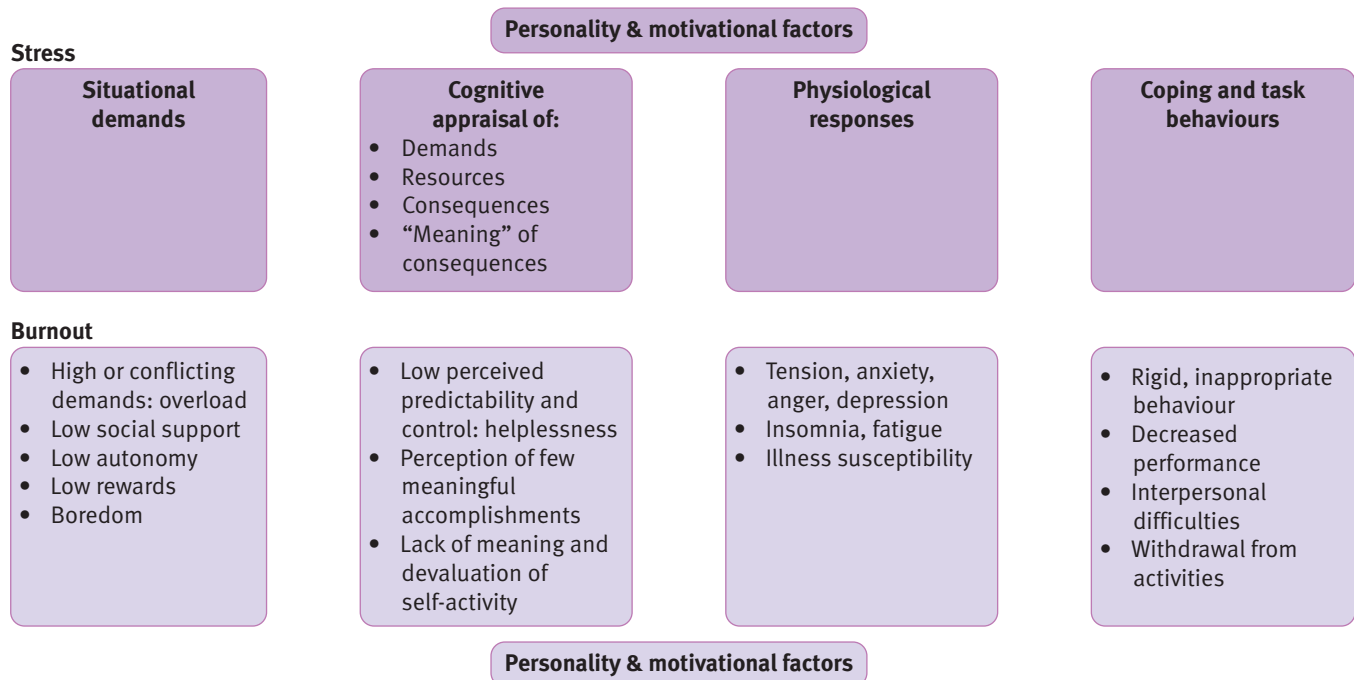 Personality & motivational factors
Stress
Situational
demands
Cognitive
appraisal of:
• Demands
• Resources
• Consequences
• “Meaning” of
consequences
Physiological
responses
Coping and task
behaviours
Burnout
• High or conflicting
demands: overload
• Low social support
• Low autonomy
• Low rewards
• Boredom
• Low perceived
predictability and
control: helplessness
• Perception of few
meaningful
accomplishments
• Lack of meaning and
devaluation of
self-activity
• Tension, anxiety,
anger, depression
• Insomnia, fatigue
• Illness susceptibility
• Rigid, inappropriate
behaviour
• Decreased
performance
• Interpersonal
difficulties
• Withdrawal from
activities
Personality & motivational factors